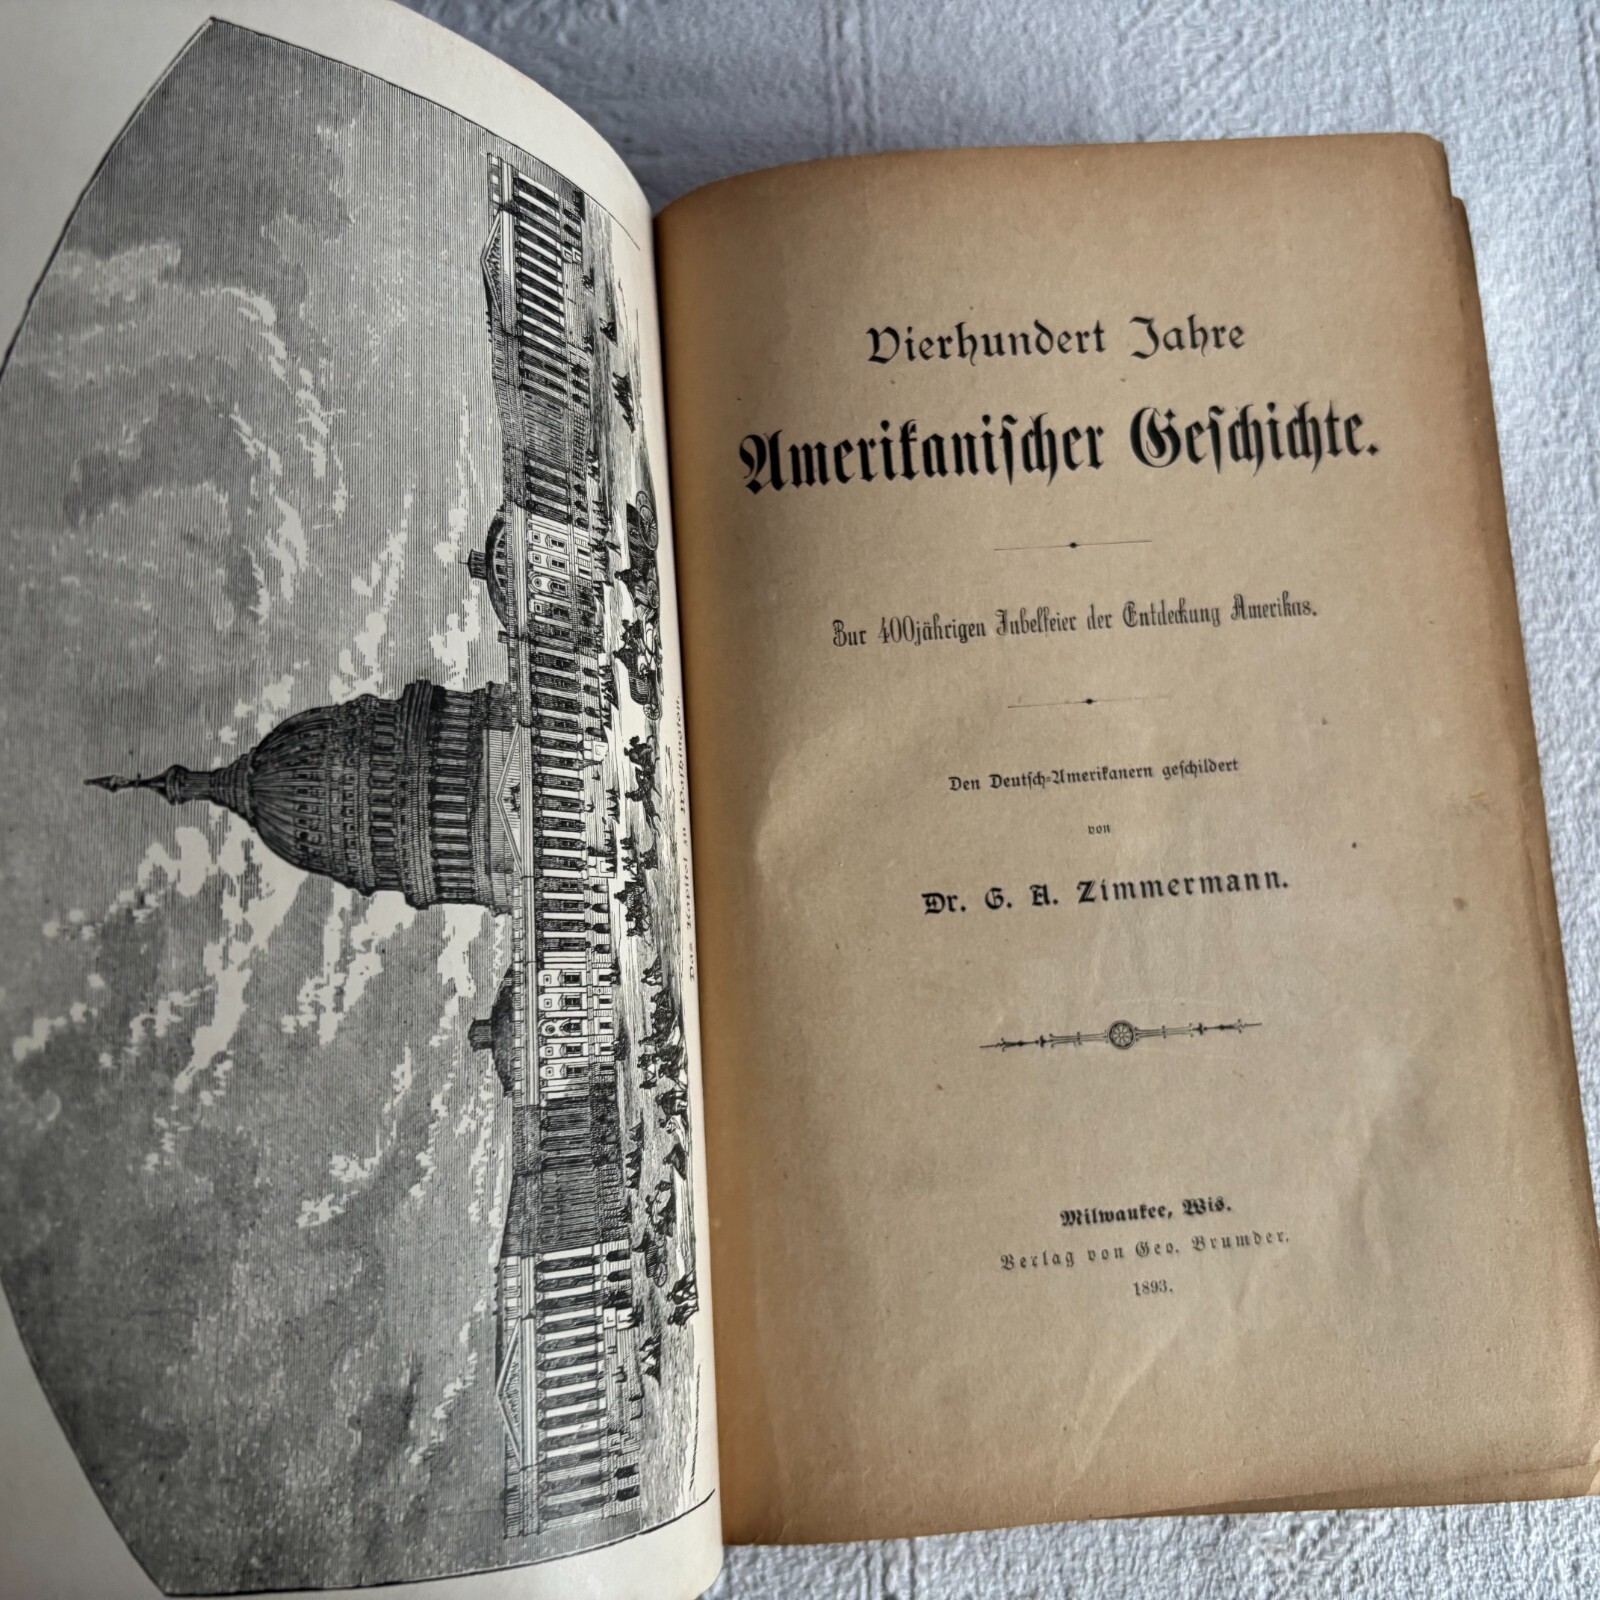 Das Kapitol zu Washington.
Vierhundert Jahre
Amerikanischer Geschichte.
Zur 400jährigen Jubelfeier der Entdeckung Amerikas.
Den Deutsch-Amerikanern geschildert
von
Dr. G. A. Zimmermann.
Milwaukee, Wis.
Verlag von Geo. Brumder.
1893.